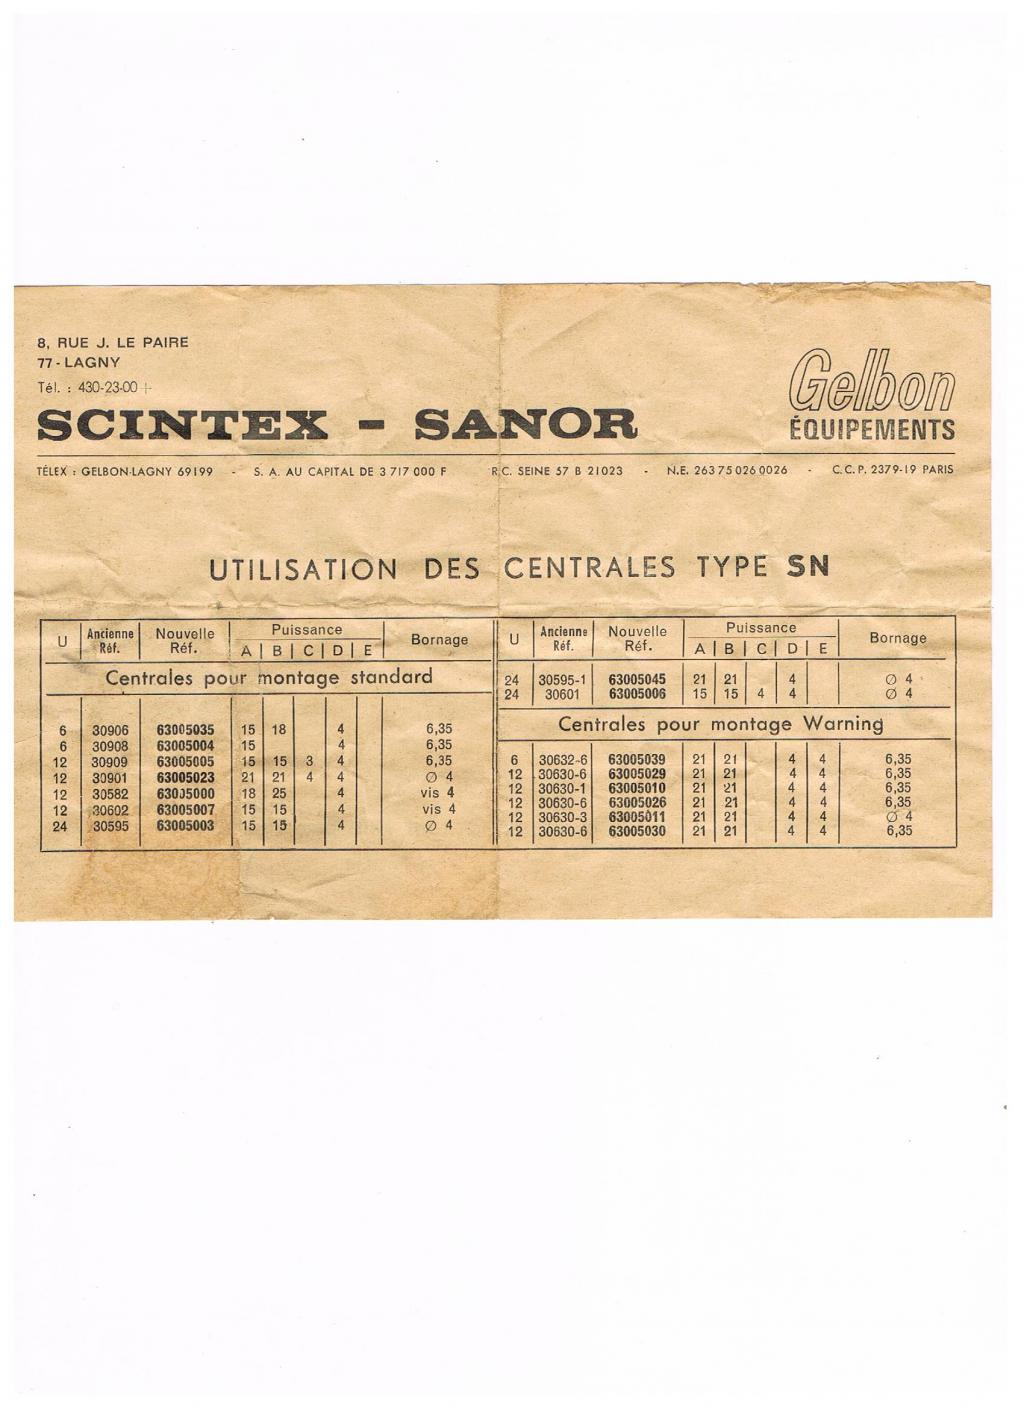 8, RUE J. LE PAIRE
77 - LAGNY
Tél. : 430-23-00 +
Gelbon
ÉQUIPEMENTS
SCINTEX - SANOR
TÉLEX : GELBON-LAGNY 69199 - S. A. AU CAPITAL DE 3 717 000 F R.C. SEINE 57 B 21023 - N.E. 263 75 026 0026 - C.C.P. 2379-19 PARIS
UTILISATION DES CENTRALES TYPE SN
U Ancienne Réf. Nouvelle Réf. Puissance Bornage
A B C D E
Centrales pour montage standard
6 30906 63005035 15 18 4 6,35
6 30908 63005004 15 4 6,35
12 30909 63005005 15 15 3 4 6,35
12 30901 63005023 21 21 4 4 Ø 4
12 30582 63005000 18 25 4 vis 4
12 30602 63005007 15 15 4 vis 4
24 30595 63005003 15 15 4 Ø 4
U Ancienne Réf. Nouvelle Réf. Puissance Bornage
A B C D E
24 30595-1 63005045 21 21 4 Ø 4
24 30601 63005006 15 15 4 4 Ø 4
Centrales pour montage Warning
6 30632-6 63005039 21 21 4 4 6,35
12 30630-6 63005029 21 21 4 4 6,35
12 30630-1 63005010 21 21 4 4 6,35
12 30630-6 63005026 21 21 4 4 6,35
12 30630-3 63005011 21 21 4 4 Ø 4
12 30630-6 63005030 21 21 4 4 6,35